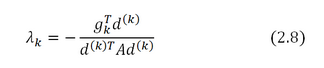 λ_k = − g_k^T d^(k) / d^(k)T A d^(k) (2.8)